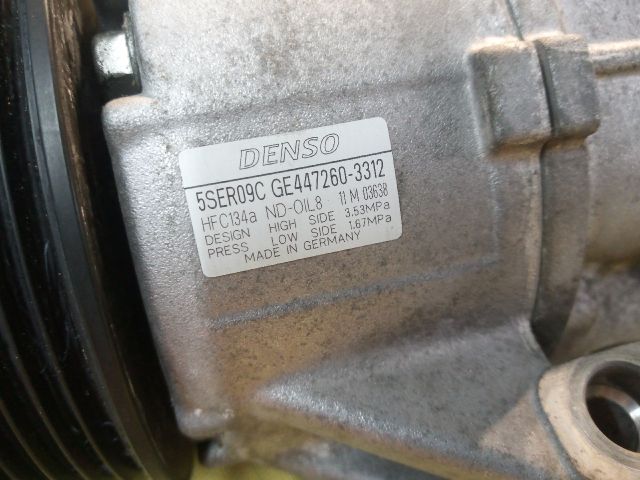 DENSO
5SER09C GE447260-3312
HFC134a ND-OIL8 11 M 03638
DESIGN HIGH SIDE 3.53MPa
PRESS LOW SIDE 1.67MPa
MADE IN GERMANY